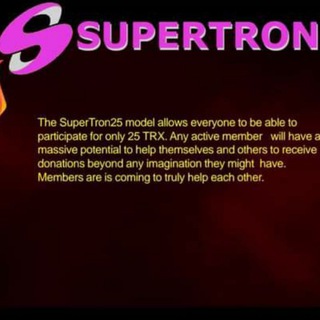 SUPERTRON
The SuperTron25 model allows everyone to be able to
participate for only 25 TRX. Any active member will have a
massive potential to help themselves and others to receive
donations beyond any imagination they might have.
Members are is coming to truly help each other.